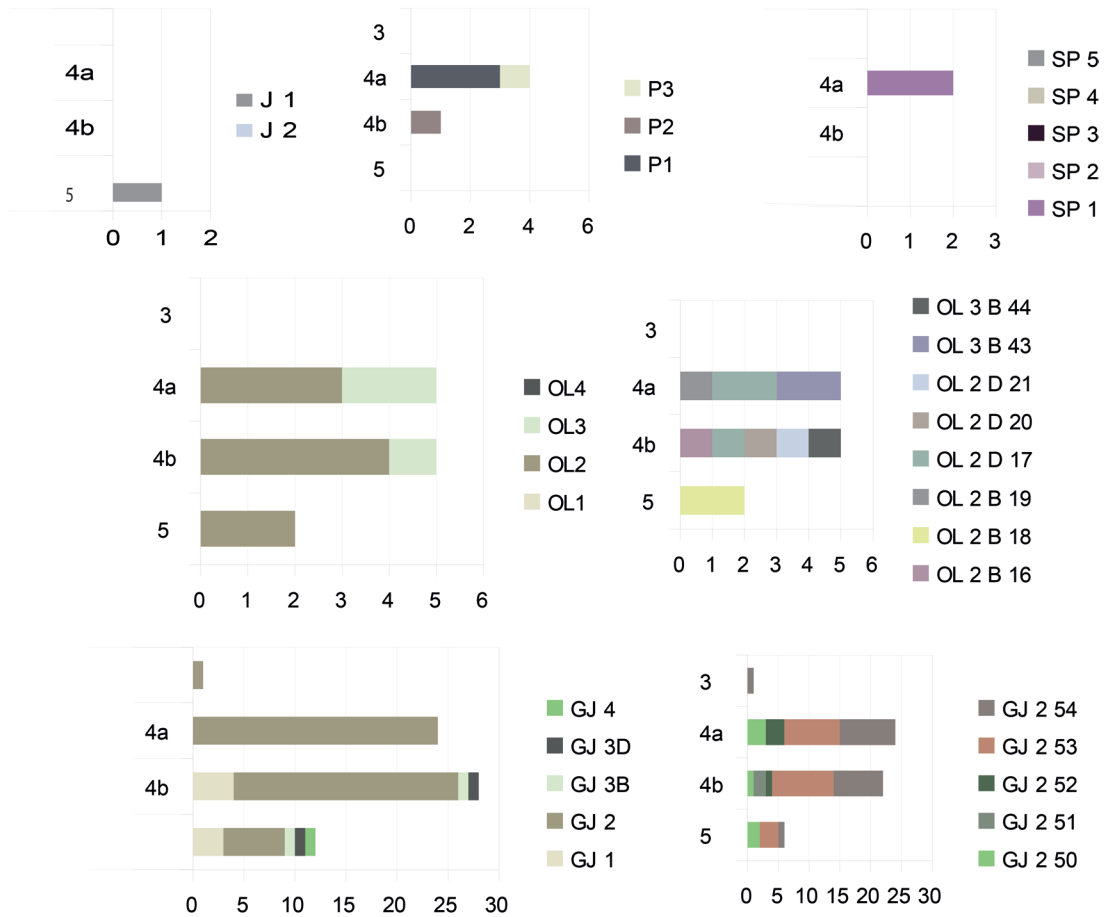 4a
4b
5
0 1 2
J 1
J 2
3
4a
4b
5
0 2 4 6
P3
P2
P1
4a
4b
0 1 2 3
SP 5
SP 4
SP 3
SP 2
SP 1
3
4a
4b
5
0 1 2 3 4 5 6
OL4
OL3
OL2
OL1
3
4a
4b
5
0 1 2 3 4 5 6
OL 3 B 44
OL 3 B 43
OL 2 D 21
OL 2 D 20
OL 2 D 17
OL 2 B 19
OL 2 B 18
OL 2 B 16
4a
4b
0 5 10 15 20 25 30
GJ 4
GJ 3D
GJ 3B
GJ 2
GJ 1
3
4a
4b
5
0 5 10 15 20 25 30
GJ 2 54
GJ 2 53
GJ 2 52
GJ 2 51
GJ 2 50